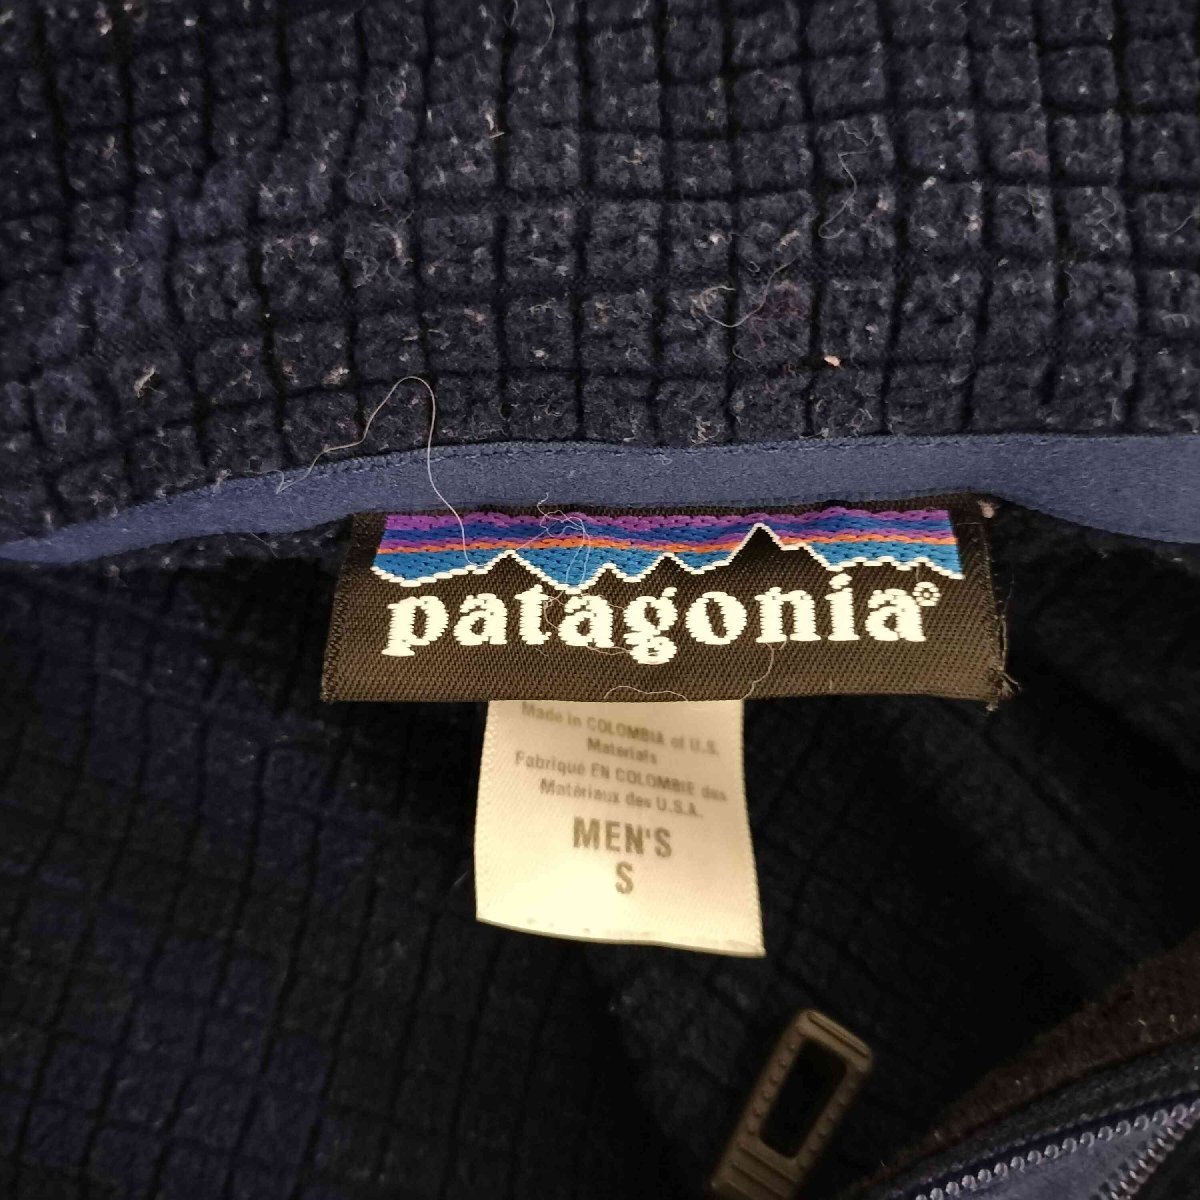 patagonia®
Made in COLOMBIA of U.S.
Materials
Fabriqué EN COLOMBIE des
Matériaux des U.S.A.
MEN'S
S